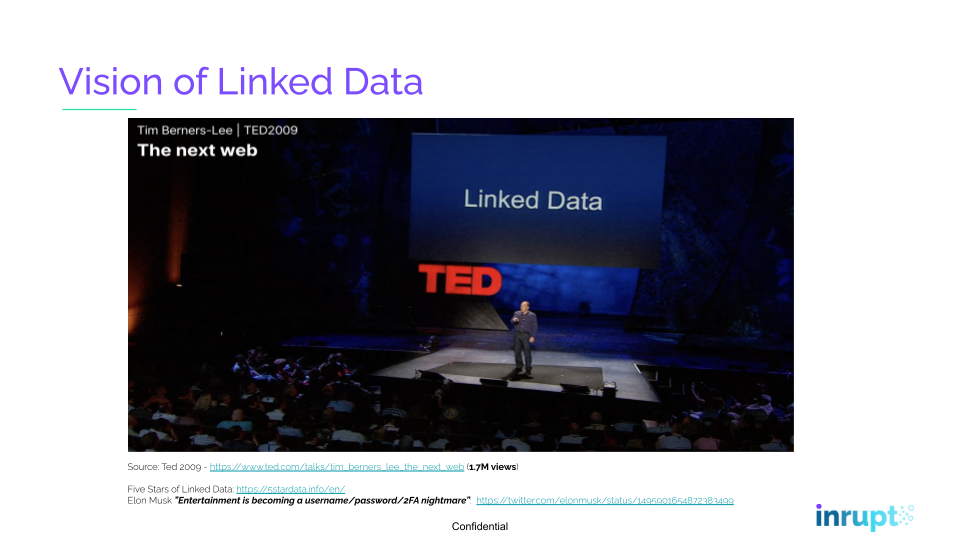 Vision of Linked Data
Tim Berners-Lee | TED2009
The next web
Linked Data
TED
Source: Ted 2009 - https://www.ted.com/talks/tim_berners_lee_the_next_web (1.7M views)
Five Stars of Linked Data: https://5stardata.info/en/
Elon Musk "Entertainment is becoming a username/password/2FA nightmare". https://twitter.com/elonmusk/status/1495901654872383499
Confidential
inrupt